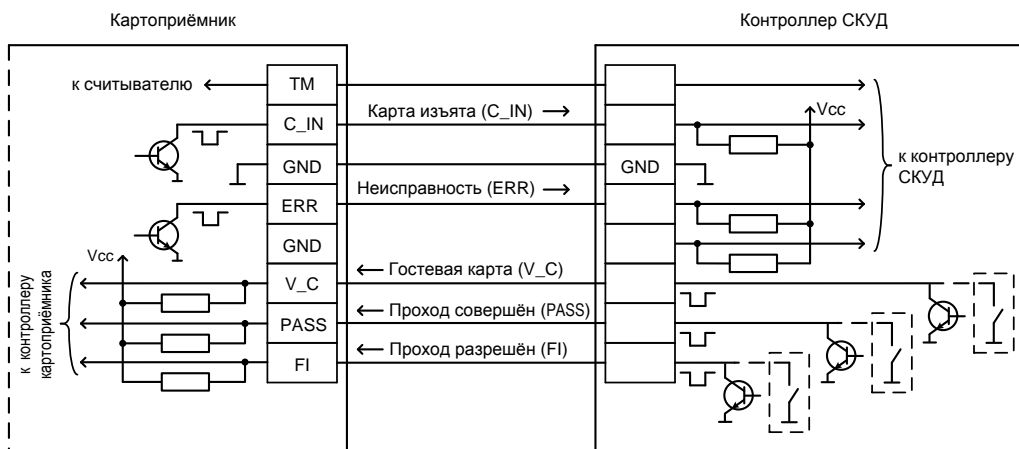 Картоприёмник
Контроллер СКУД
к считывателю
TM
Карта изъята (C_IN)
Vcc
C_IN
GND
GND
к контроллеру
СКУД
Неисправность (ERR)
ERR
GND
Vcc
Гостевая карта (V_C)
V_C
Проход совершён (PASS)
PASS
Проход разрешён (FI)
FI
к контроллеру
картоприёмника